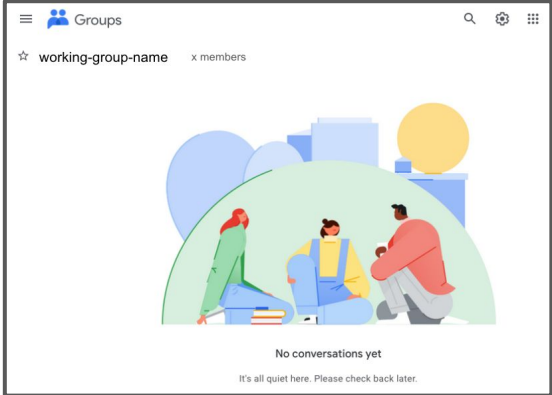 Groups
working-group-name x members
No conversations yet
It's all quiet here. Please check back later.